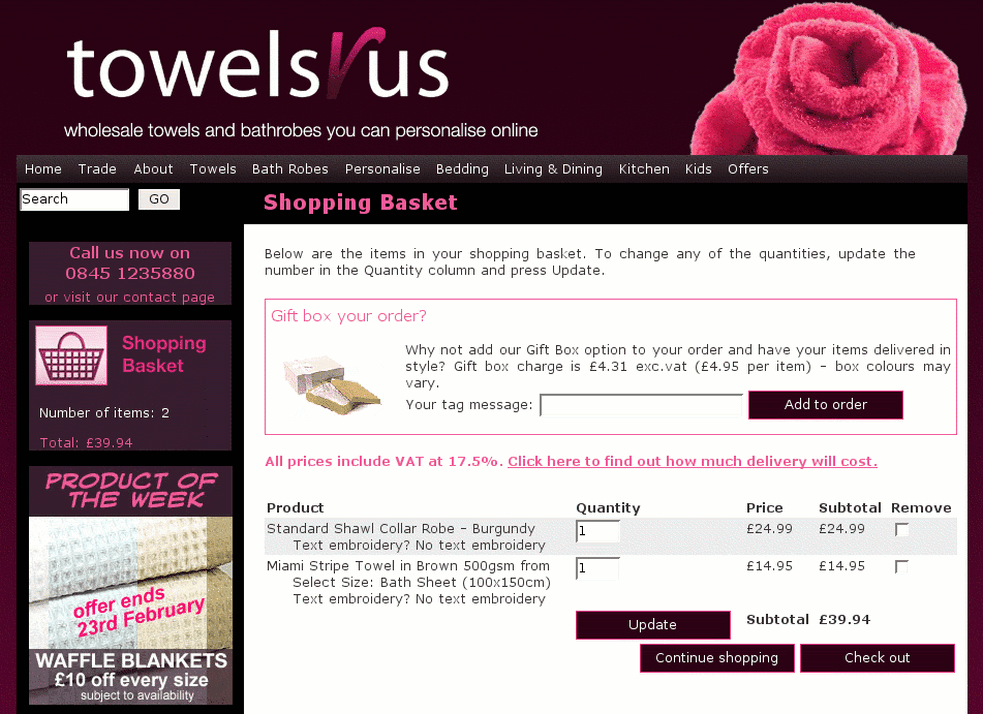 towelsrus
wholesale towels and bathrobes you can personalise online
Home Trade About Towels Bath Robes Personalise Bedding Living & Dining Kitchen Kids Offers
Search GO
Shopping Basket
Call us now on
0845 1235880
or visit our contact page
Shopping
Basket
Number of items: 2
Total: £39.94
PRODUCT OF
THE WEEK
offer ends
23rd February
WAFFLE BLANKETS
£10 off every size
subject to availability
Below are the items in your shopping basket. To change any of the quantities, update the
number in the Quantity column and press Update.
Gift box your order?
Why not add our Gift Box option to your order and have your items delivered in
style? Gift box charge is £4.31 exc.vat (£4.95 per item) - box colours may
vary.
Your tag message: Add to order
All prices include VAT at 17.5%. Click here to find out how much delivery will cost.
Product Quantity Price Subtotal Remove
Standard Shawl Collar Robe - Burgundy 1 £24.99 £24.99
Text embroidery? No text embroidery
Miami Stripe Towel in Brown 500gsm from 1 £14.95 £14.95
Select Size: Bath Sheet (100x150cm)
Text embroidery? No text embroidery
Update Subtotal £39.94
Continue shopping Check out